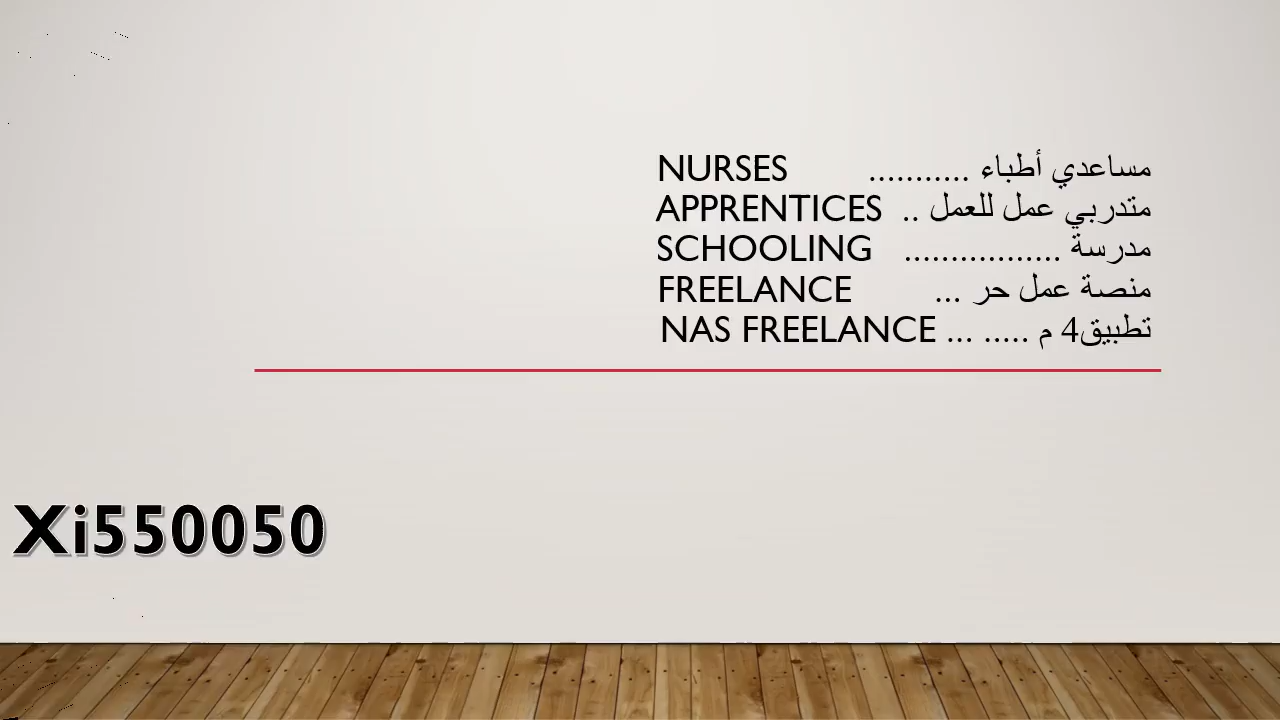 مساعدي أطباء ........... NURSES
متدربي عمل للعمل .. APPRENTICES
مدرسة ................. SCHOOLING
منصة عمل حر ... FREELANCE
تطبيق4 م ..... ... NAS FREELANCE
Xi550050